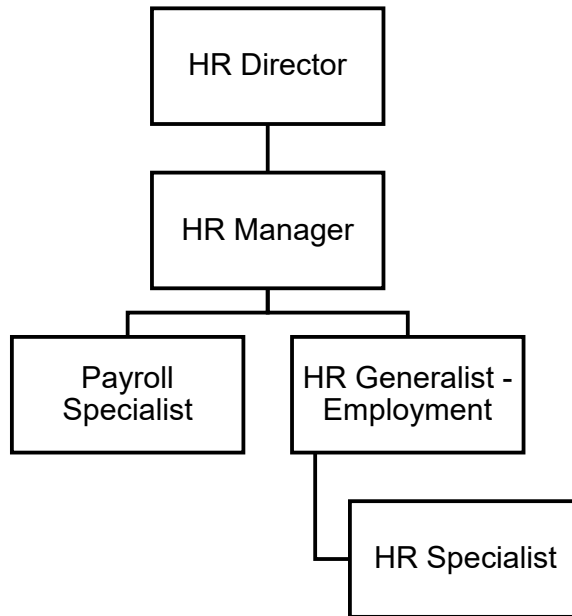 HR Director
HR Manager
Payroll
Specialist
HR Generalist -
Employment
HR Specialist